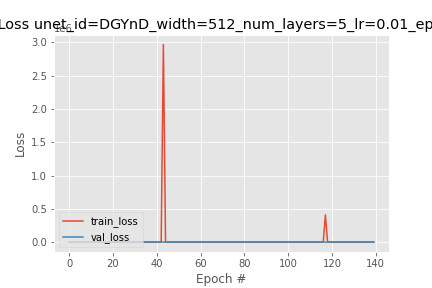 Loss unet_id=DGYnD_width=512_num_layers=5_lr=0.01_ep
1e6
3.0
2.5
2.0
1.5
1.0
0.5
0.0
Loss
train_loss
val_loss
0 20 40 60 80 100 120 140
Epoch #